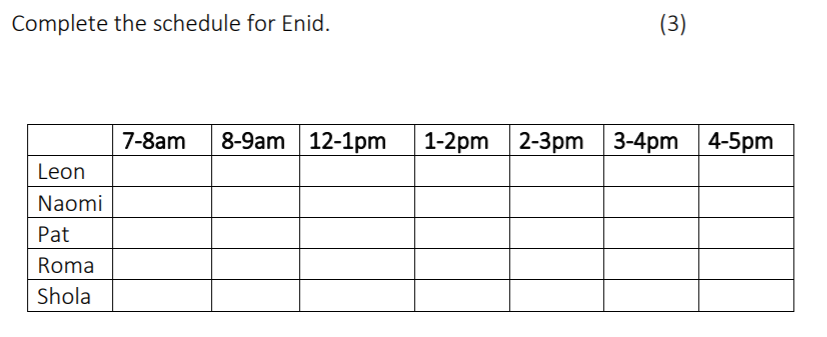 Complete the schedule for Enid. (3)
7-8am 8-9am 12-1pm 1-2pm 2-3pm 3-4pm 4-5pm
Leon
Naomi
Pat
Roma
Shola